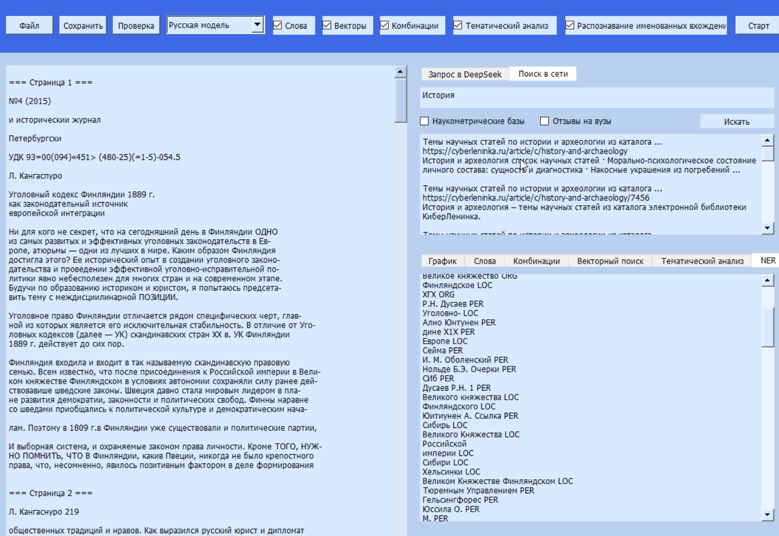 Файл Сохранить Проверка Русская модель Слова Векторы Комбинации Тематический анализ Распознавание именованных вхождени Старт
=== Страница 1 ===
№4 (2015)
и исторически журнал
Петербургски
УДК 93=00(094)«451> (480-25)(=1-5)-054.5
Л. Кангаспуро
Уголовный кодекс Финляндии 1889 г.
как законодательный источник
европейской интеграции
Ни для кого не секрет, что на сегодняшний день в Финляндии ОДНО
из самых развитых и эффективных уголовных законодательств в Ев-
ропе, атюрьмы — одни из лучших в мире. Каким образом Финляндия
достигла этого? Ее исторический опыт в создании уголовного законо-
дательства и проведении эффективной уголовно-исправительной по-
литики явно небесполезен для многих стран и на современном этапе.
Будучи по образованию историком и юристом, я попытаюсь предсета-
вить тему с междисциилинарной ПОЗИЦИИ.
Уголовное право Финляндии отличается рядом специфических черт, глав-
ной из которых является его исключительная стабильность. В отличие от Уго-
ловных кодексов (далее — УК) скандинавских стран XX в. УК Финляндии
1889 г. действует до сих пор.
Финляндия входила и входит в так называемую скандинавскую правовую
семью. Всем известно, что после присоединения к Российской империи в Вели-
ком княжестве Финляндском в условиях автономии сохраняли силу ранее дей-
ствовавшие шведские законы. Швеция давно стала мировым лидером в пла-
не развития демократии, законности и политических свобод. Финны наравне
со шведами приобщались к политической культуре и демократическим нача-
лам. Поэтому в 1809 г.в Финляндии уже существовали и политические партии,
И выборная система, и охраняемые законом права личности. Кроме ТОГО, НУЖ-
НО ПОМНИТЬ, ЧТО В Финляндии, какив Пвеции, никогда не было крепостного
права, что, несомненно, явилось позитивным фактором в деле формирования
=== Страница 2 ===
Л. Кангаснуро 219
общественных традиций и нравов. Как выразился русский юрист и дипломат
Запрос в DeepSeek Поиск в сети
История
Наукометрические базы Отзывы на вузы Искать
Темы научных статей по истории и археологии из каталога ...
https://cyberleninka.ru/article/c/history-and-archaeology
История и археология список научных статей · Морально-психологическое состояние
личного состава: сущность и диагностика · Накосные украшения из погребений ...
Темы научных статей по истории и археологии из каталога ...
https://cyberleninka.ru/article/c/history-and-archaeology/7456
История и археология – темы научных статей из каталога электронной библиотеки
КиберЛенинка.
Темы научных статей по истории и археологии из каталога ...
График Слова Комбинации Векторный поиск Тематический анализ NER
Великое княжество ORG
Финляндское LOC
ХГХ ORG
Р.Н. Дусаев PER
Уголовно- LOC
Ално Юнтунен PER
дине Х1Х PER
Европе LOC
Сейма PER
И. М. Оболенский PER
Нольде Б.Э. Очерки PER
СИб PER
Дусаев Р.Н. 1 PER
Великого княжества LOC
Финляндского LOC
Юитиунен А. Ссылка PER
Сибирь LOC
Великого Княжества LOC
Российской
империи LOC
Сибири LOC
Хельсинки LOC
Великом Княжестве Финляндском LOC
Тюремным Управлением PER
Гельсингфорес PER
Юссила О. PER
М. PER